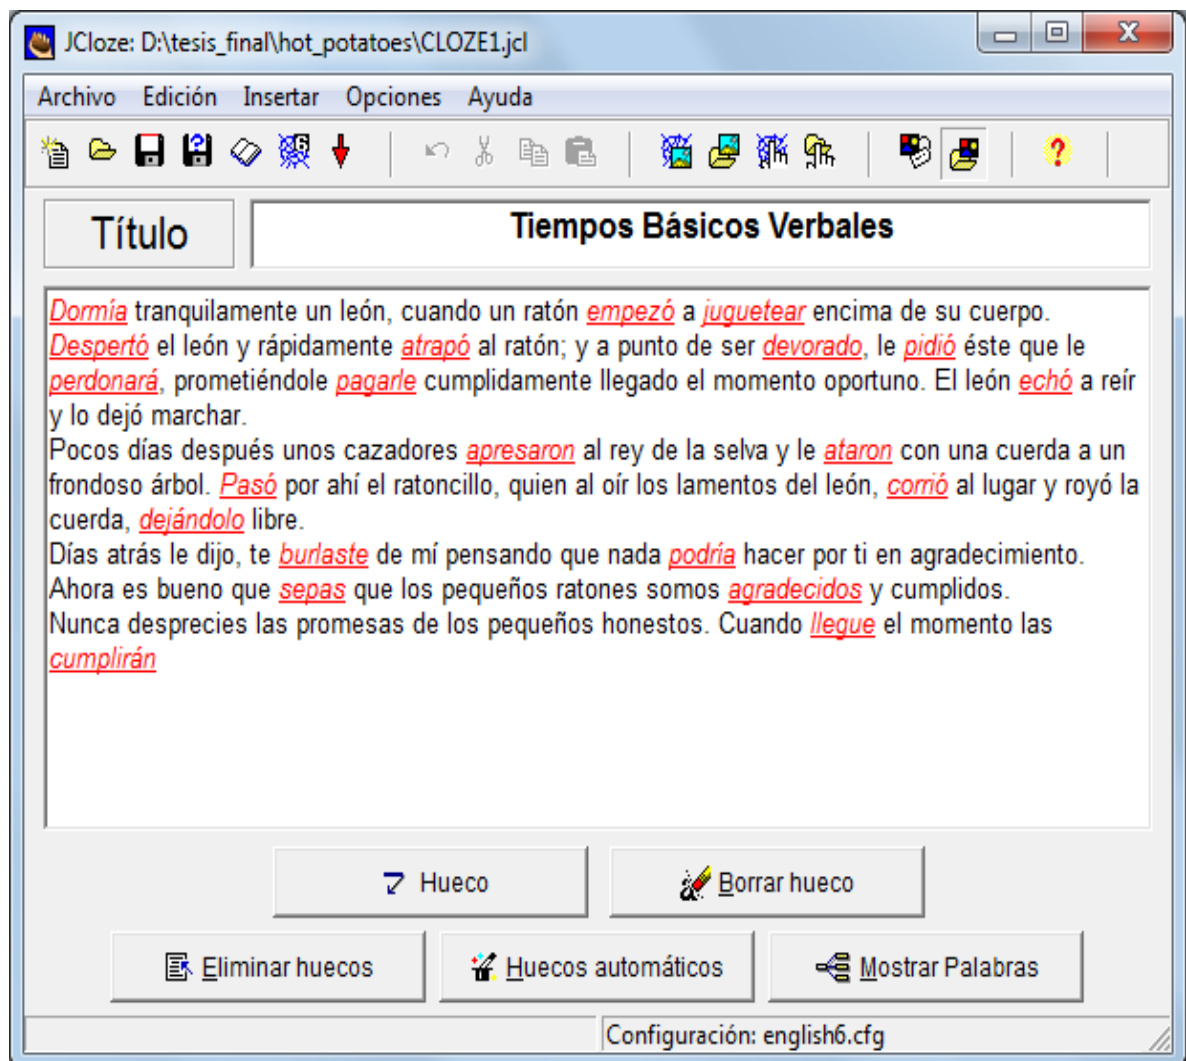 JCloze: D:\tesis_final\hot_potatoes\CLOZE1.jcl
Archivo Edición Insertar Opciones Ayuda
Título
Tiempos Básicos Verbales
Dormía tranquilamente un león, cuando un ratón empezó a juguetear encima de su cuerpo.
Despertó el león y rápidamente atrapó al ratón; y a punto de ser devorado, le pidió éste que le
perdonará, prometiéndole pagarle cumplidamente llegado el momento oportuno. El león echó a reír
y lo dejó marchar.
Pocos días después unos cazadores apresaron al rey de la selva y le ataron con una cuerda a un
frondoso árbol. Pasó por ahí el ratoncillo, quien al oír los lamentos del león, corrió al lugar y royó la
cuerda, dejándolo libre.
Días atrás le dijo, te burlaste de mí pensando que nada podría hacer por ti en agradecimiento.
Ahora es bueno que sepas que los pequeños ratones somos agradecidos y cumplidos.
Nunca desprecies las promesas de los pequeños honestos. Cuando llegue el momento las
cumplirán
Hueco Borrar hueco
Eliminar huecos Huecos automáticos Mostrar Palabras
Configuración: english6.cfg